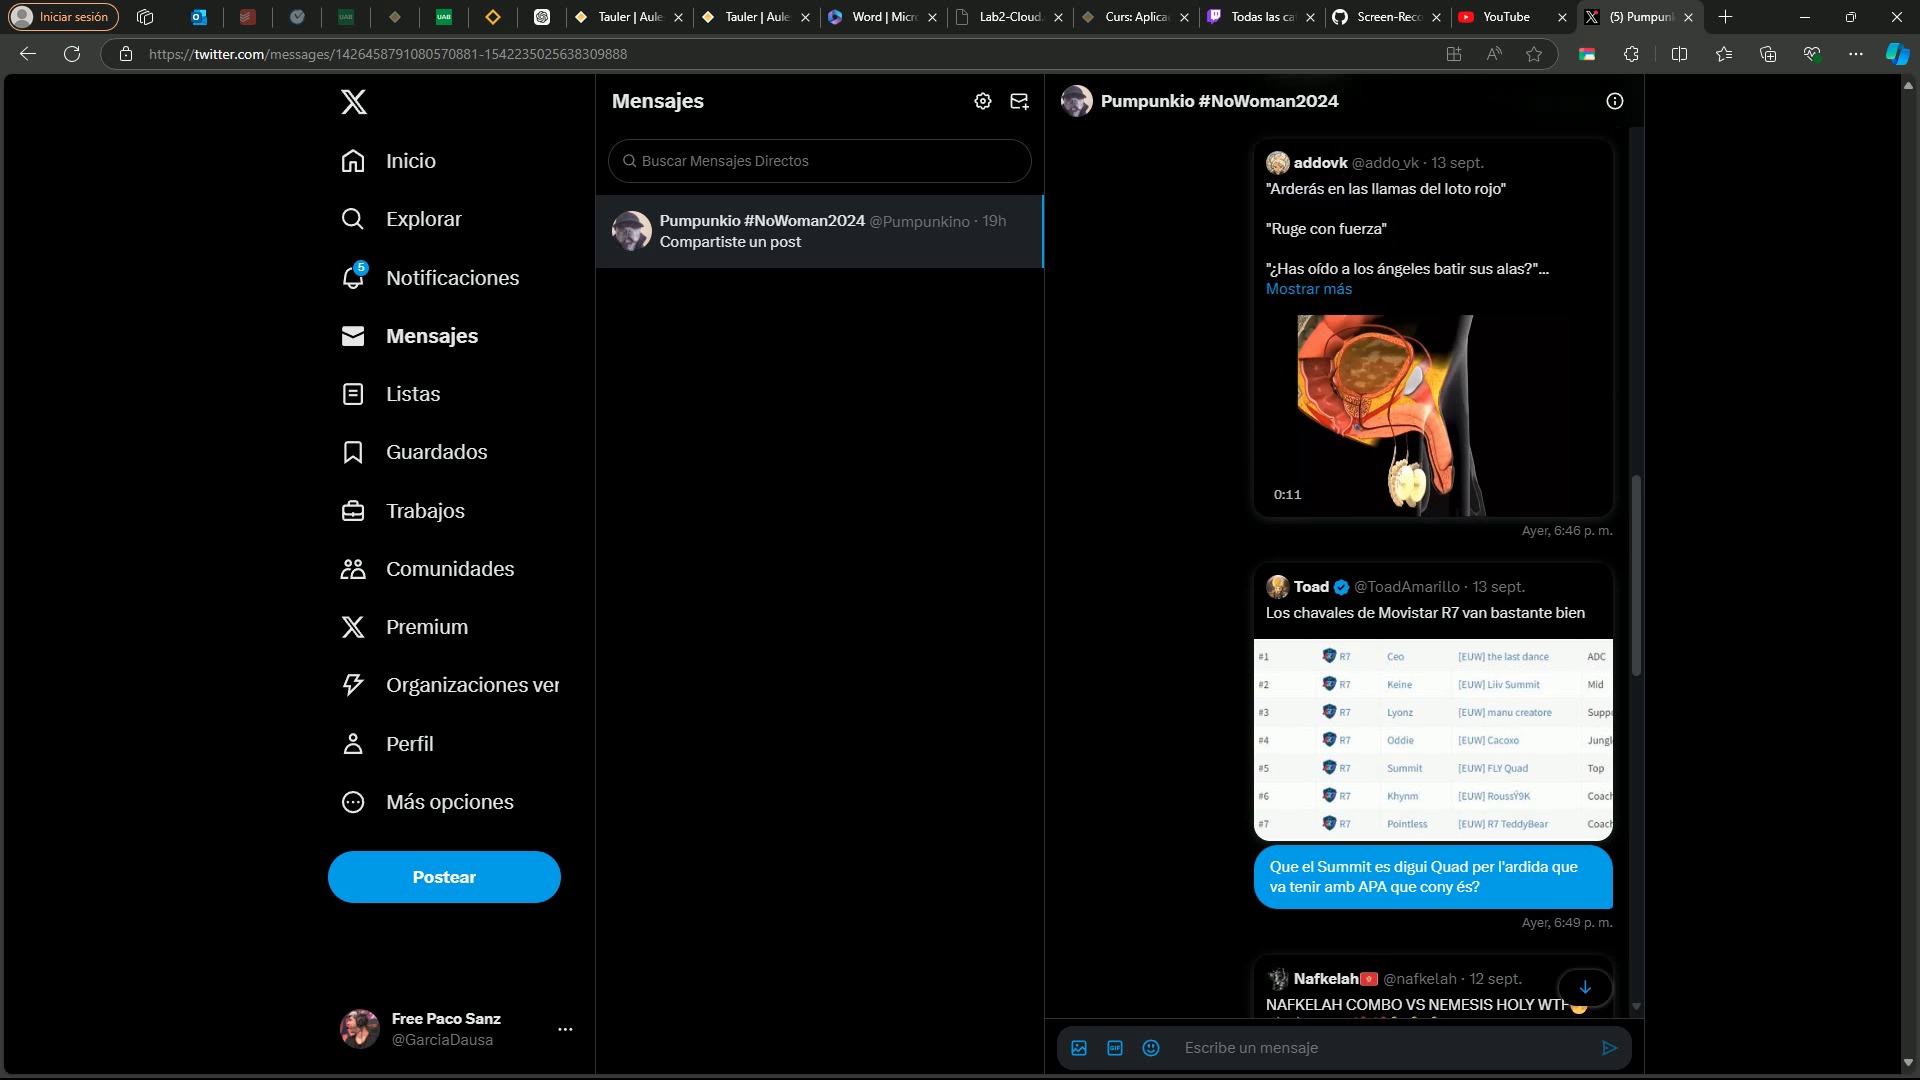 Iniciar sesión
Tauler | Aule
Tauler | Aule
Word | Micr
Lab2-Cloud.
Curs: Aplica
Todas las ca
Screen-Reco
YouTube
(5) Pumpun
https://twitter.com/messages/1426458791080570881-1542235025638309888
Inicio
Explorar
5
Notificaciones
Mensajes
Listas
Guardados
Trabajos
Comunidades
Premium
Organizaciones ver
Perfil
Más opciones
Postear
Free Paco Sanz
@GarciaDausa
Mensajes
Buscar Mensajes Directos
Pumpunkio #NoWoman2024 @Pumpunkino · 19h
Compartiste un post
Pumpunkio #NoWoman2024
addovk @addo_vk · 13 sept.
"Arderás en las llamas del loto rojo"
"Ruge con fuerza"
"¿Has oído a los ángeles batir sus alas?"...
Mostrar más
0:11
Ayer, 6:46 p. m.
Toad @ToadAmarillo · 13 sept.
Los chavales de Movistar R7 van bastante bien
#1 R7 Ceo [EUW] the last dance ADC
#2 R7 Keine [EUW] Liiv Summit Mid
#3 R7 Lyonz [EUW] manu creatore Suppo
#4 R7 Oddie [EUW] Cacoxo Jungl
#5 R7 Summit [EUW] FLY Quad Top
#6 R7 Khynm [EUW] RoussŸ9K Coach
#7 R7 Pointless [EUW] R7 TeddyBear Coach
Que el Summit es digui Quad per l'ardida que
va tenir amb APA que cony és?
Ayer, 6:49 p. m.
Nafkelah @nafkelah · 12 sept.
NAFKELAH COMBO VS NEMESIS HOLY WTF
GIF
Escribe un mensaje